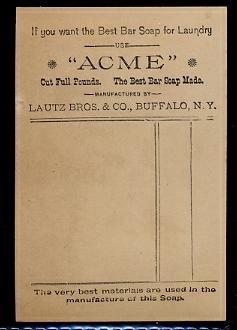 If you want the Best Bar Soap for Laundry
USE
"ACME"
Cut Full Pounds. The Best Bar Soap Made.
MANUFACTURED BY
LAUTZ BROS. & CO., BUFFALO, N.Y.
The very best materials are used in the
manufacture of this Soap.